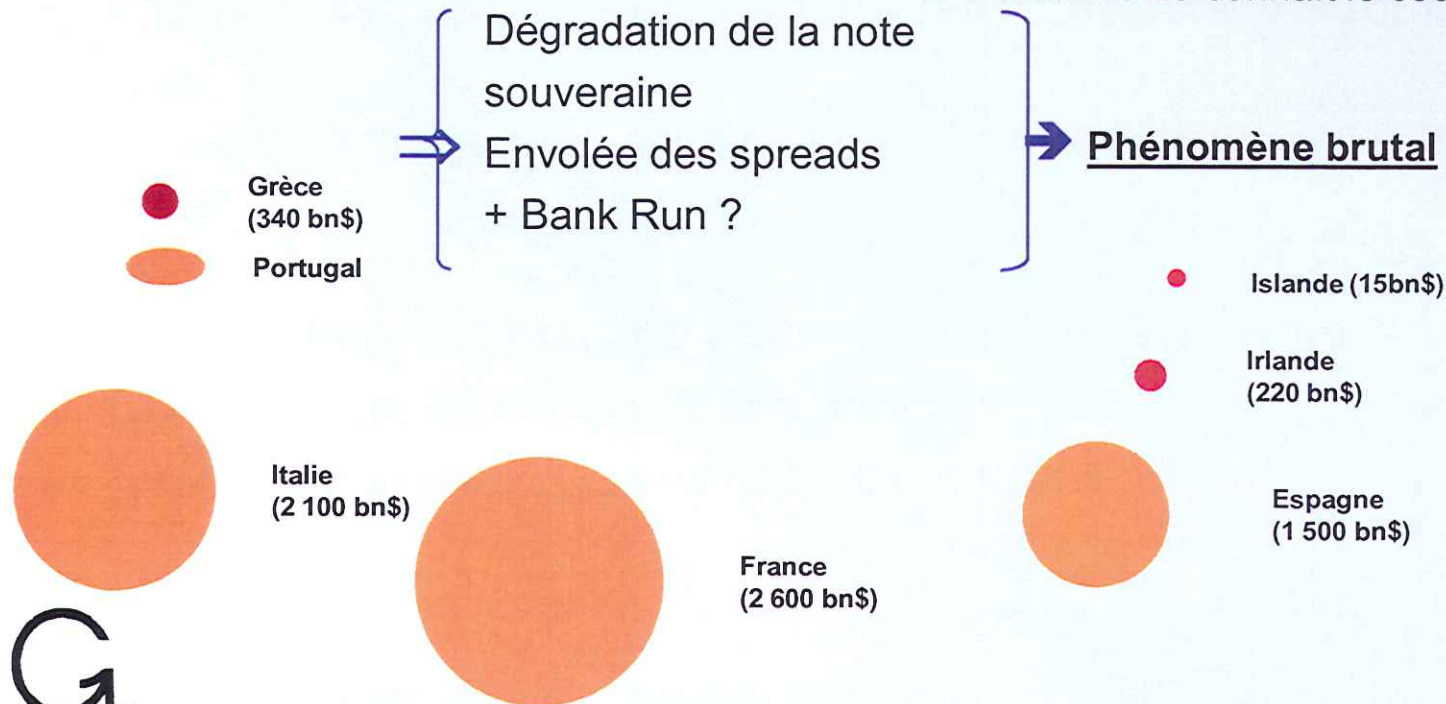 Dégradation de la note
souveraine
Envolée des spreads
+ Bank Run ?
Phénomène brutal
Grèce
(340 bn$)
Portugal
Islande (15bn$)
Irlande
(220 bn$)
Italie
(2 100 bn$)
France
(2 600 bn$)
Espagne
(1 500 bn$)